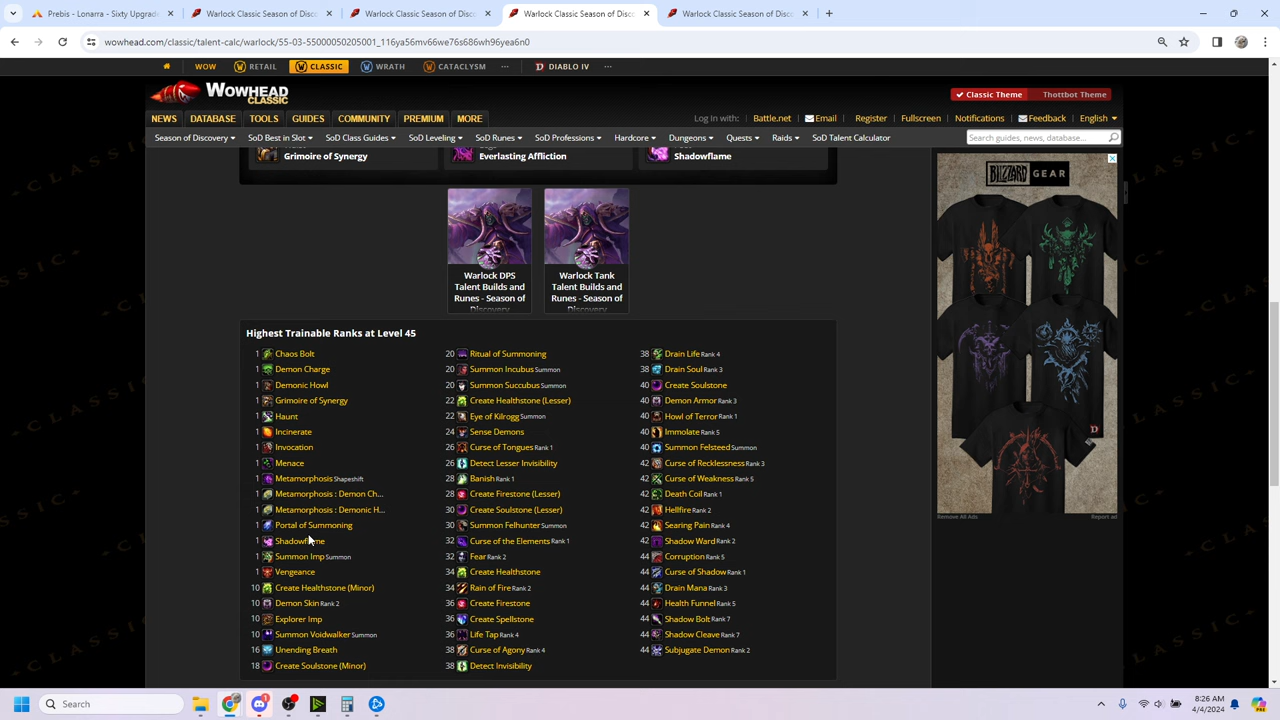 Prebis - Lonarra - Sixty Upgrade
Warlock Classic Season of Disc
Warlock Classic Season of Disc
Warlock Classic Season of Disco
Warlock Classic Season of Disco
wowhead.com/classic/talent-calc/warlock/55-03-55000050205001_116ya56mv66we76s686wh96yea6n0
WOW RETAIL CLASSIC WRATH CATACLYSM ... DIABLO IV ...
WOWHEAD CLASSIC
Classic Theme Thottbot Theme
NEWS DATABASE TOOLS GUIDES COMMUNITY PREMIUM MORE
Log in with: Battle.net Email Register Fullscreen Notifications Feedback English
Season of Discovery SoD Best in Slot SoD Class Guides SoD Leveling SoD Runes SoD Professions Hardcore Dungeons Quests Raids SoD Talent Calculator
Search guides, news, database...
Grimoire of Synergy
Everlasting Affliction
Shadowflame
BLIZZARD GEAR
Warlock DPS
Talent Builds and
Runes - Season of
Discovery
Warlock Tank
Talent Builds and
Runes - Season of
Discovery
Highest Trainable Ranks at Level 45
1 Chaos Bolt
1 Demon Charge
1 Demonic Howl
1 Grimoire of Synergy
1 Haunt
1 Incinerate
1 Invocation
1 Menace
1 Metamorphosis Shapeshift
1 Metamorphosis : Demon Ch...
1 Metamorphosis : Demonic H...
1 Portal of Summoning
1 Shadowflame
1 Summon Imp Summon
1 Vengeance
10 Create Healthstone (Minor)
10 Demon Skin Rank 2
10 Explorer Imp
10 Summon Voidwalker Summon
16 Unending Breath
18 Create Soulstone (Minor)
20 Ritual of Summoning
20 Summon Incubus Summon
20 Summon Succubus Summon
22 Create Healthstone (Lesser)
22 Eye of Kilrogg Summon
24 Sense Demons
26 Curse of Tongues Rank 1
26 Detect Lesser Invisibility
28 Banish Rank 1
28 Create Firestone (Lesser)
30 Create Soulstone (Lesser)
30 Summon Felhunter Summon
32 Curse of the Elements Rank 1
32 Fear Rank 2
34 Create Healthstone
34 Rain of Fire Rank 2
36 Create Firestone
36 Create Spellstone
36 Life Tap Rank 4
38 Curse of Agony Rank 4
38 Detect Invisibility
38 Drain Life Rank 4
38 Drain Soul Rank 3
40 Create Soulstone
40 Demon Armor Rank 3
40 Howl of Terror Rank 1
40 Immolate Rank 5
40 Summon Felsteed Summon
42 Curse of Recklessness Rank 3
42 Curse of Weakness Rank 5
42 Death Coil Rank 1
42 Hellfire Rank 2
42 Searing Pain Rank 4
42 Shadow Ward Rank 2
44 Corruption Rank 5
44 Curse of Shadow Rank 1
44 Drain Mana Rank 3
44 Health Funnel Rank 5
44 Shadow Bolt Rank 7
44 Shadow Cleave Rank 7
44 Subjugate Demon Rank 2
Remove All Ads
Report ad
Search
8:26 AM
4/4/2024